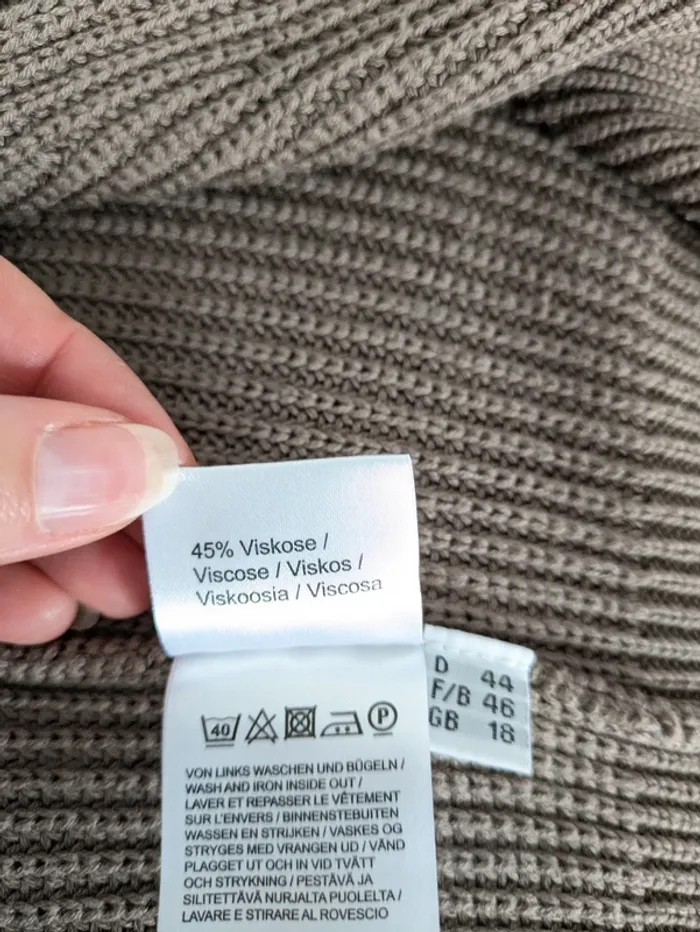 45% Viskose /
Viscose / Viskos /
Viskoosia / Viscosa
D 44
F/B 46
GB 18
40
P
VON LINKS WASCHEN UND BÜGELN /
WASH AND IRON INSIDE OUT /
LAVER ET REPASSER LE VÊTEMENT
SUR L'ENVERS / BINNENSTEBUITEN
WASSEN EN STRIJKEN / VASKES OG
STRYGES MED VRANGEN UD / VÄND
PLAGGET UT OCH IN VID TVÄTT
OCH STRYKNING / PESTÄVÄ JA
SILITETTÄVÄ NURJALTA PUOLELTA /
LAVARE E STIRARE AL ROVESCIO